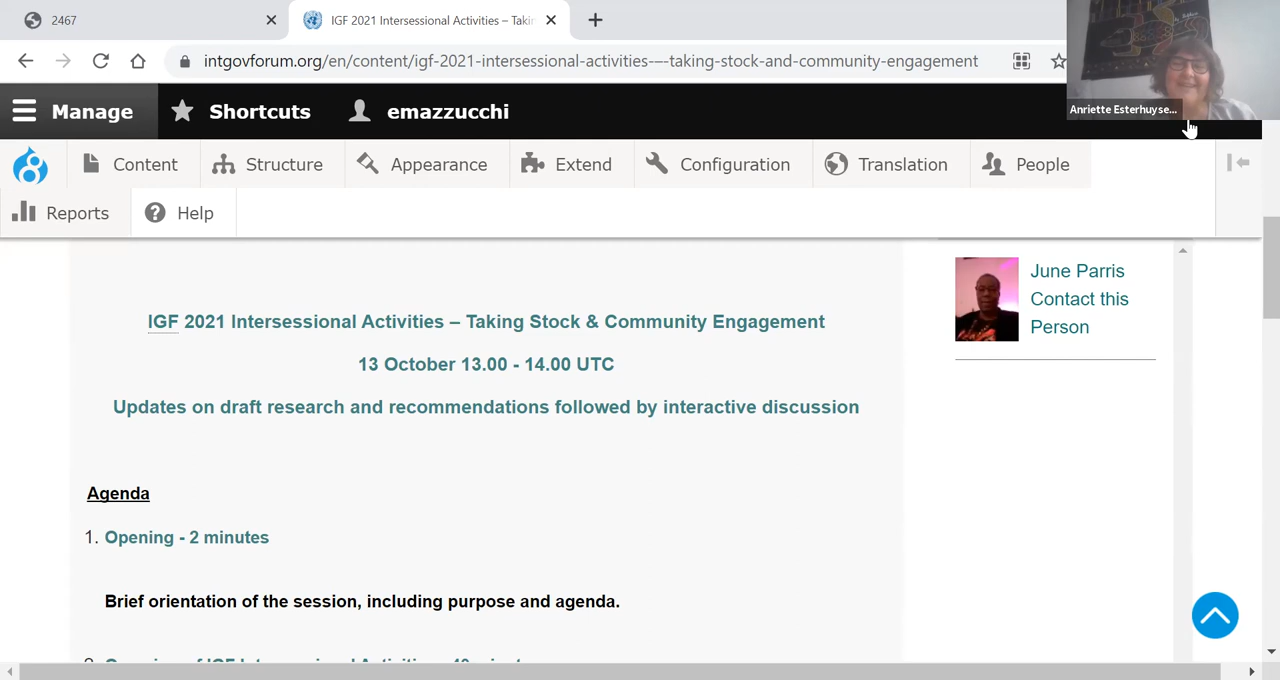 2467
IGF 2021 Intersessional Activities – Takin
intgovforum.org/en/content/igf-2021-intersessional-activities-–-taking-stock-and-community-engagement
Anriette Esterhuyse...
Manage
Shortcuts
emazzucchi
Content
Structure
Appearance
Extend
Configuration
Translation
People
Reports
Help
June Parris
Contact this
Person
IGF 2021 Intersessional Activities – Taking Stock & Community Engagement
13 October 13.00 - 14.00 UTC
Updates on draft research and recommendations followed by interactive discussion
Agenda
1. Opening - 2 minutes
Brief orientation of the session, including purpose and agenda.